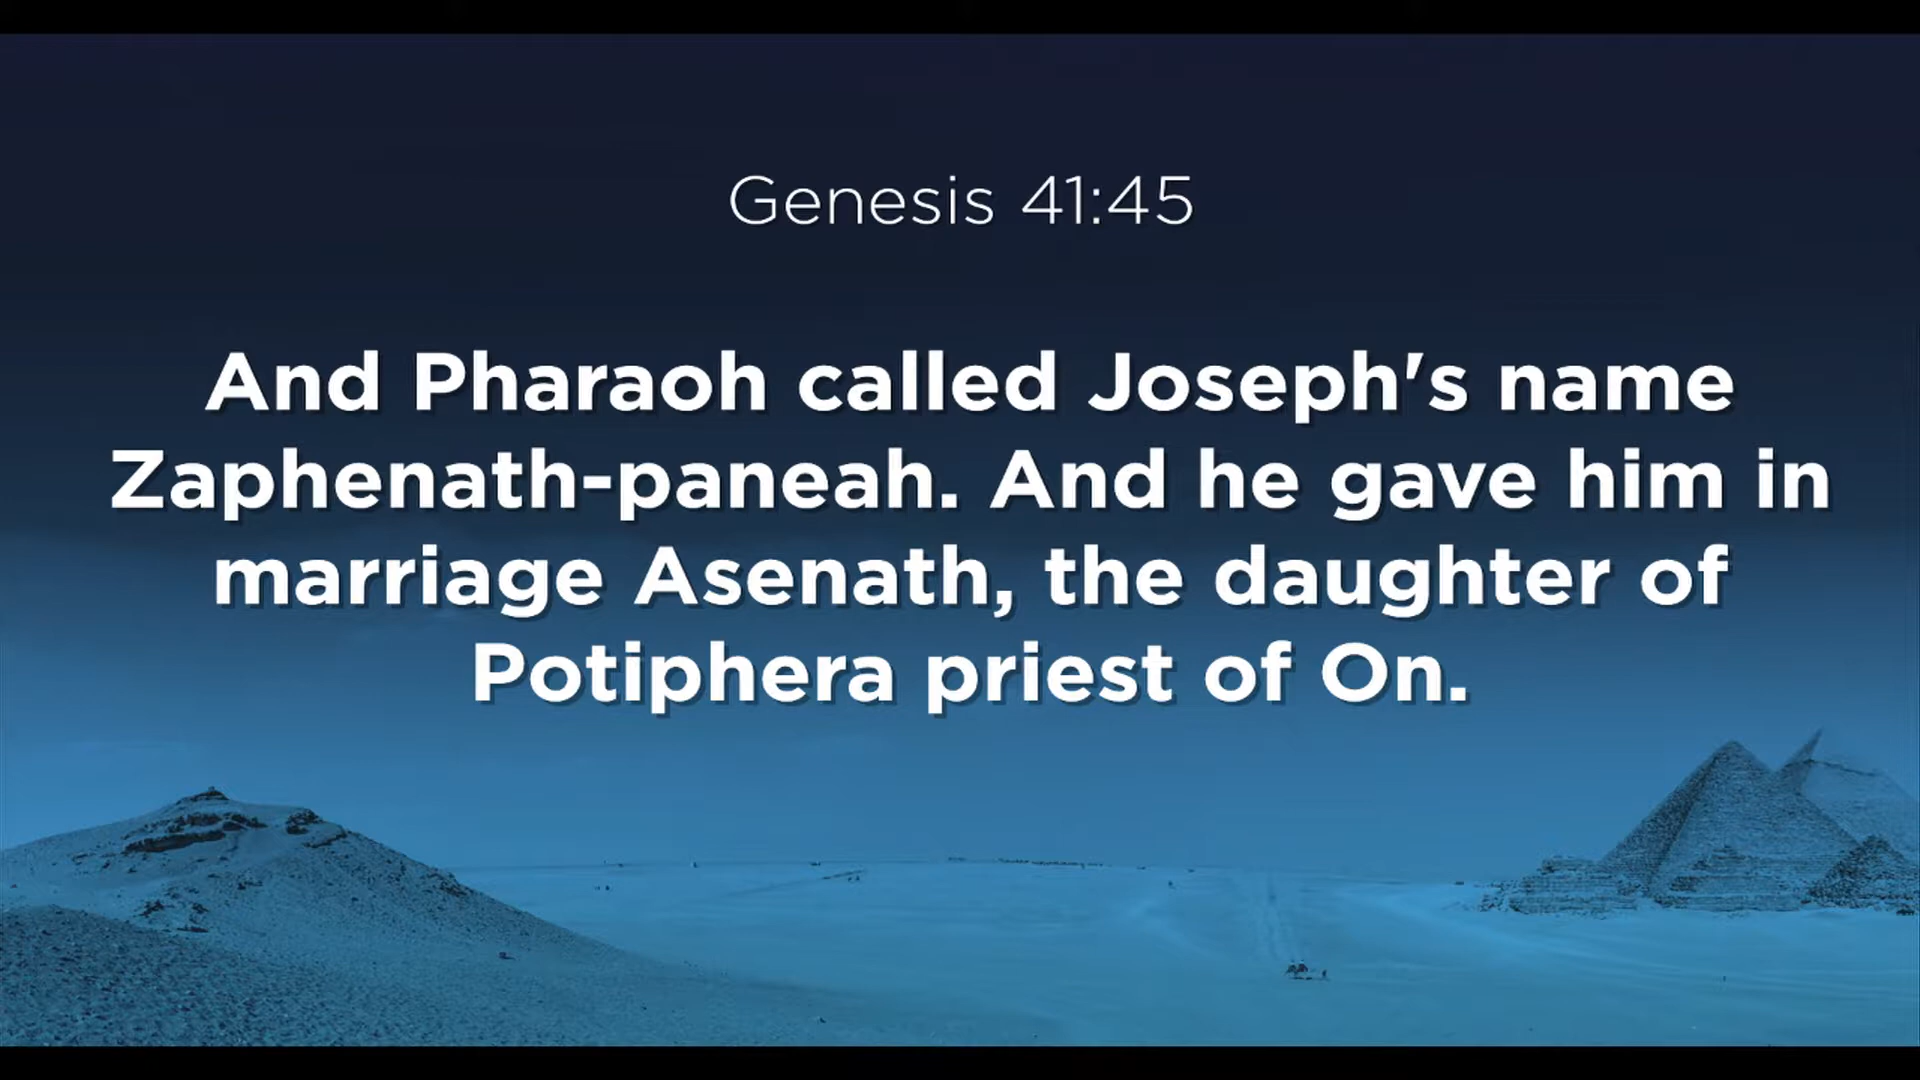 Genesis 41:45
And Pharaoh called Joseph's name
Zaphenath-paneah. And he gave him in
marriage Asenath, the daughter of
Potiphera priest of On.